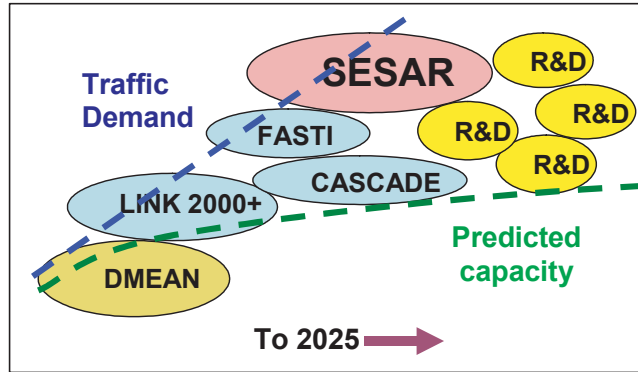 SESAR
R&D
Traffic
Demand
R&D
FASTI
R&D
R&D
CASCADE
LINK 2000+
Predicted
capacity
DMEAN
To 2025